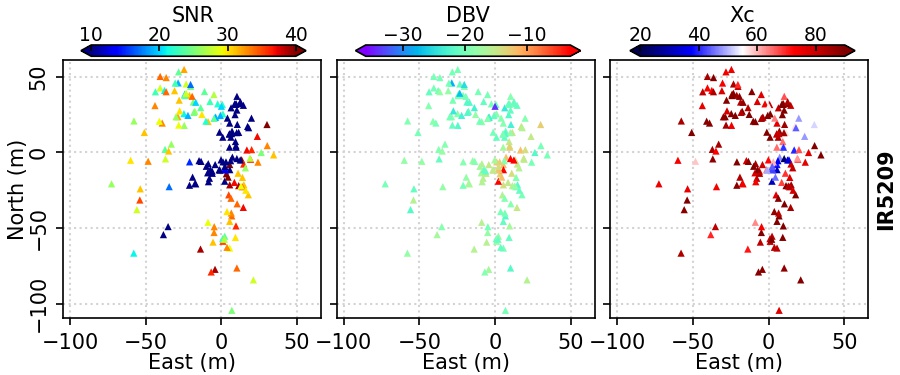 SNR DBV Xc
10 20 30 40 −30 −20 −10 20 40 60 80
50
0
−50
−100
North (m)
IR5209
−100 −50 0 50 −100 −50 0 50 −100 −50 0 50
East (m) East (m) East (m)